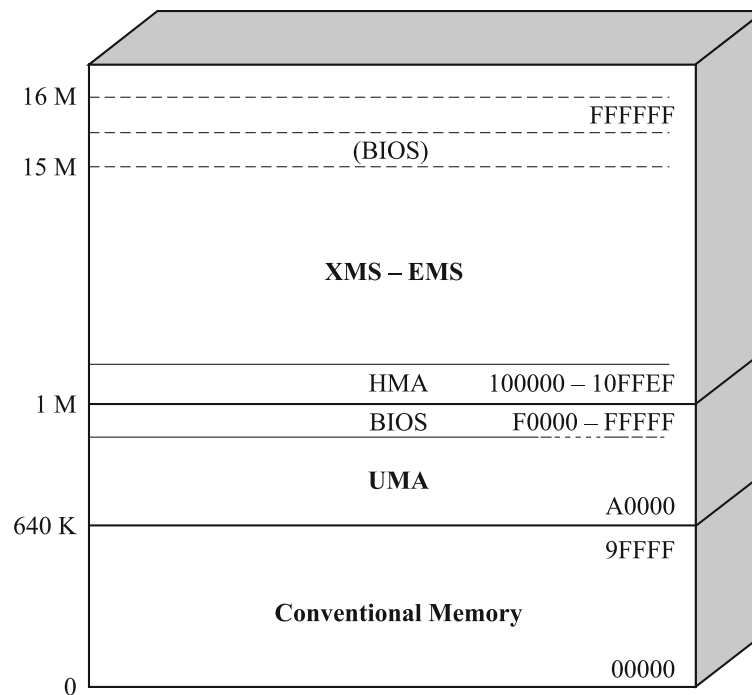 16 M
FFFFFF
(BIOS)
15 M
XMS – EMS
HMA 100000 – 10FFEF
1 M
BIOS F0000 – FFFFF
UMA
A0000
640 K
9FFFF
Conventional Memory
00000
0